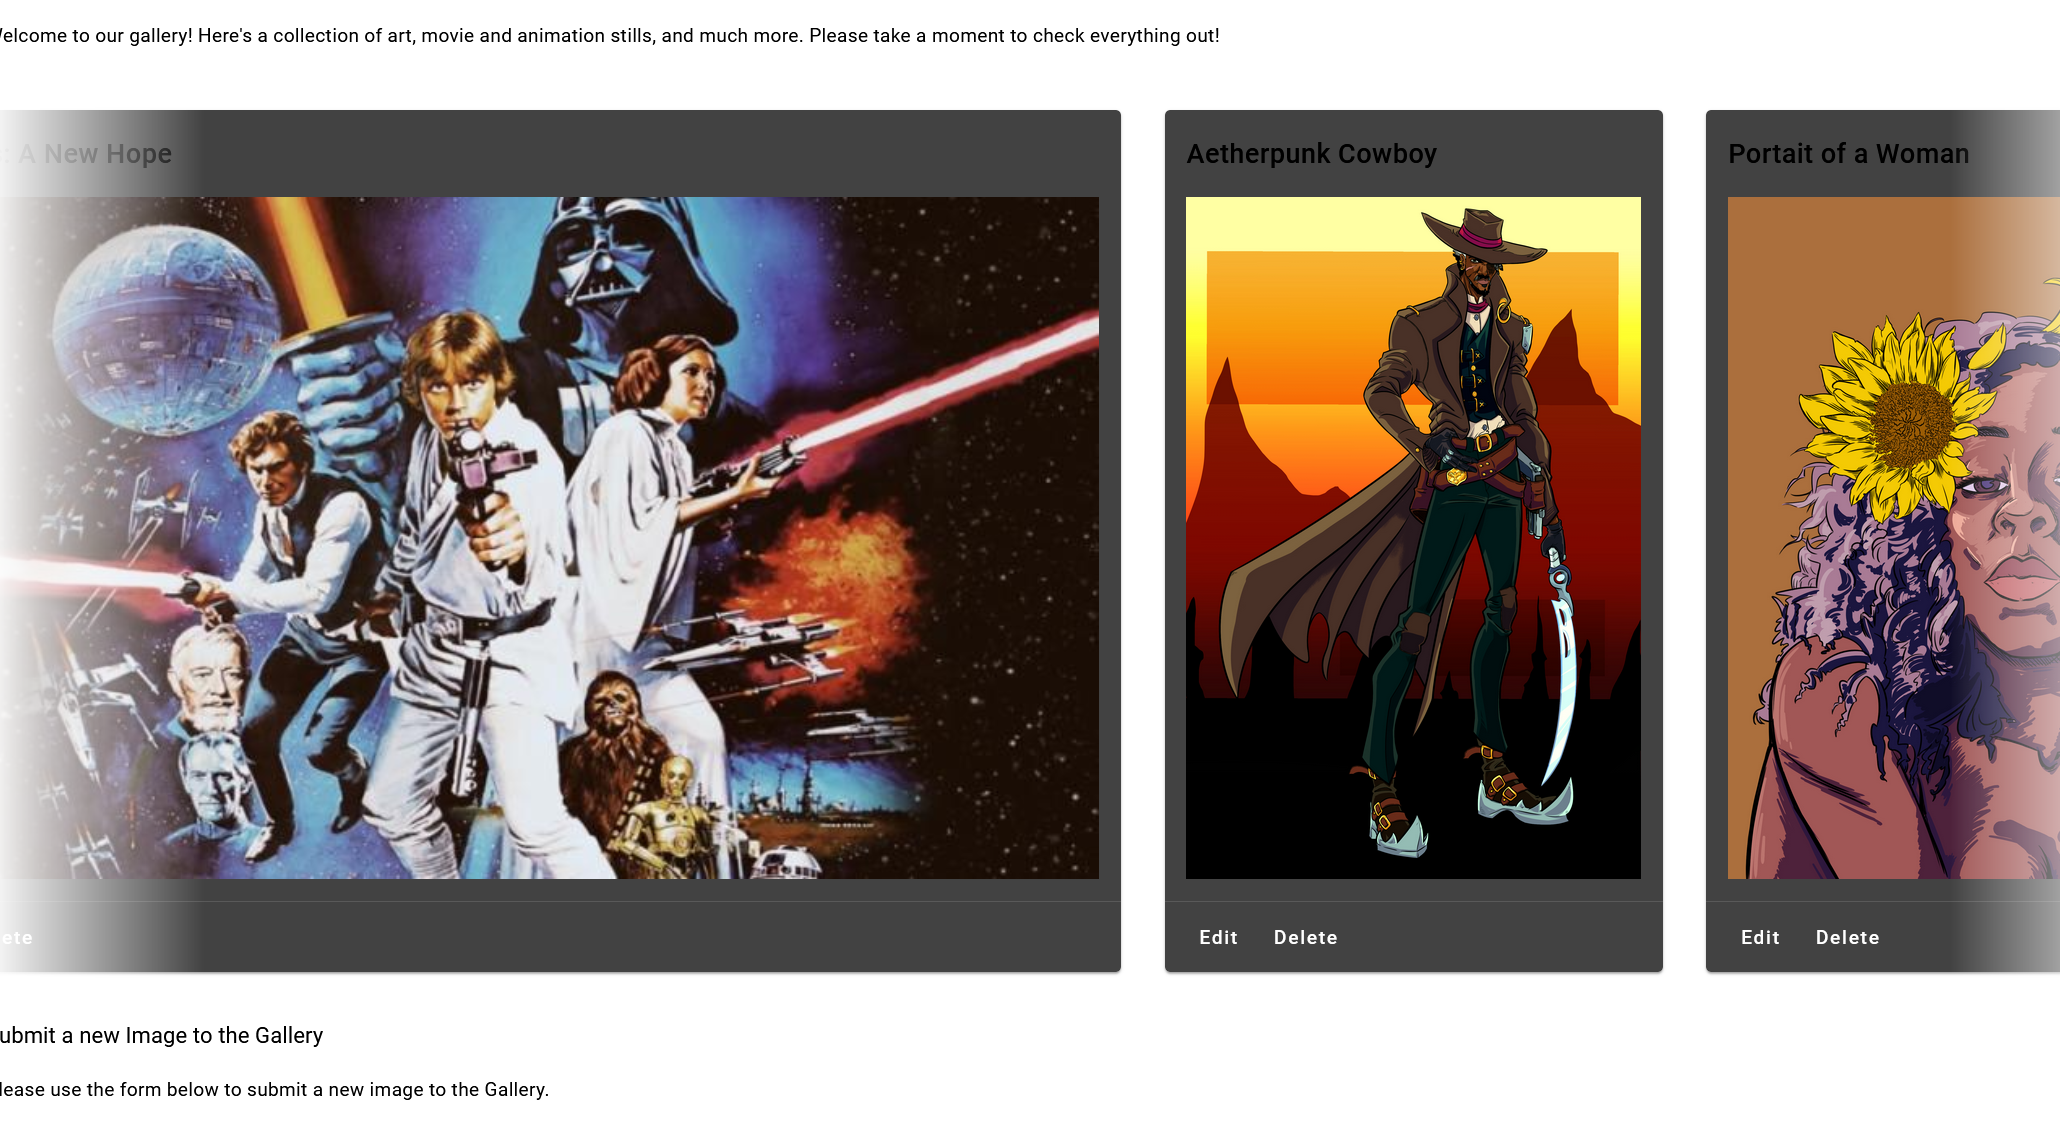 elcome to our gallery! Here's a collection of art, movie and animation stills, and much more. Please take a moment to check everything out!
: A New Hope
Aetherpunk Cowboy
Portait of a Woman
ete
Edit Delete
Edit Delete
ubmit a new Image to the Gallery
lease use the form below to submit a new image to the Gallery.